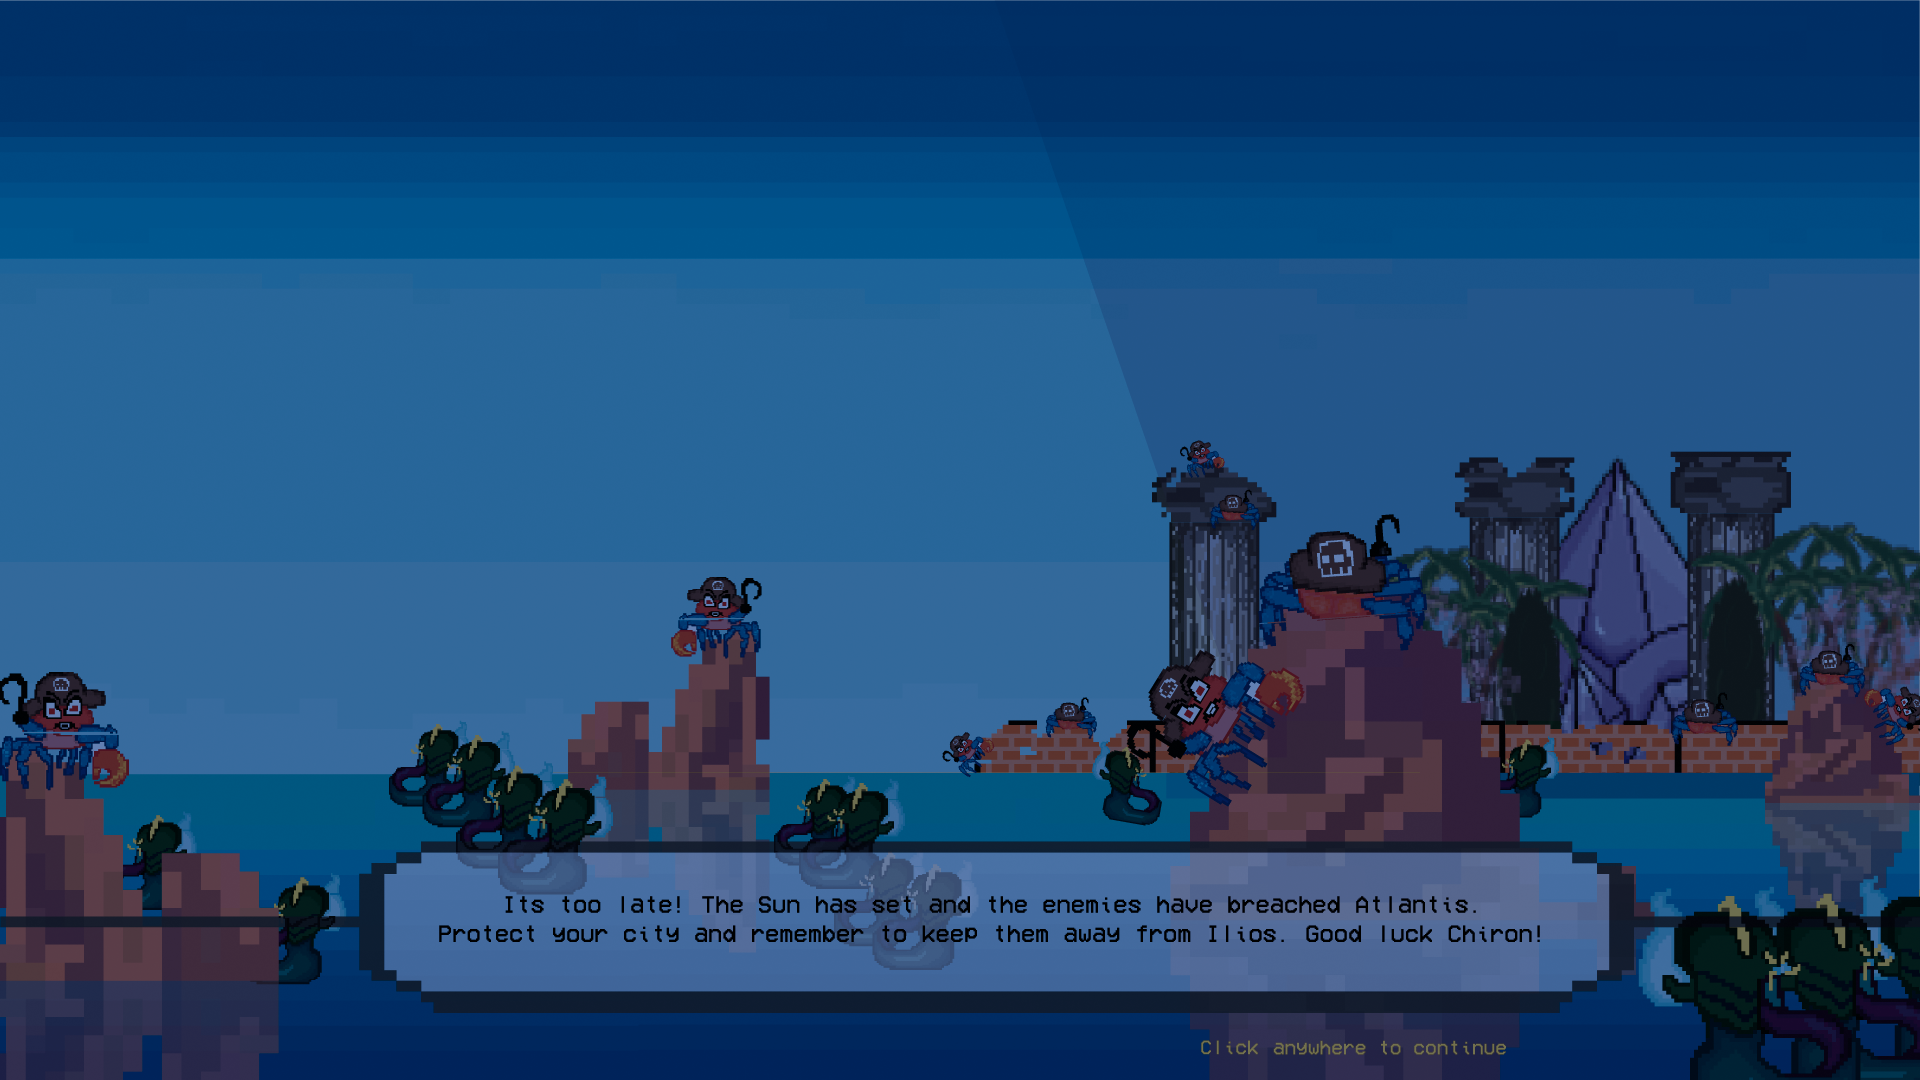 Its too late! The Sun has set and the enemies have breached Atlantis.
Protect your city and remember to keep them away from Ilios. Good luck Chiron!
Click anywhere to continue